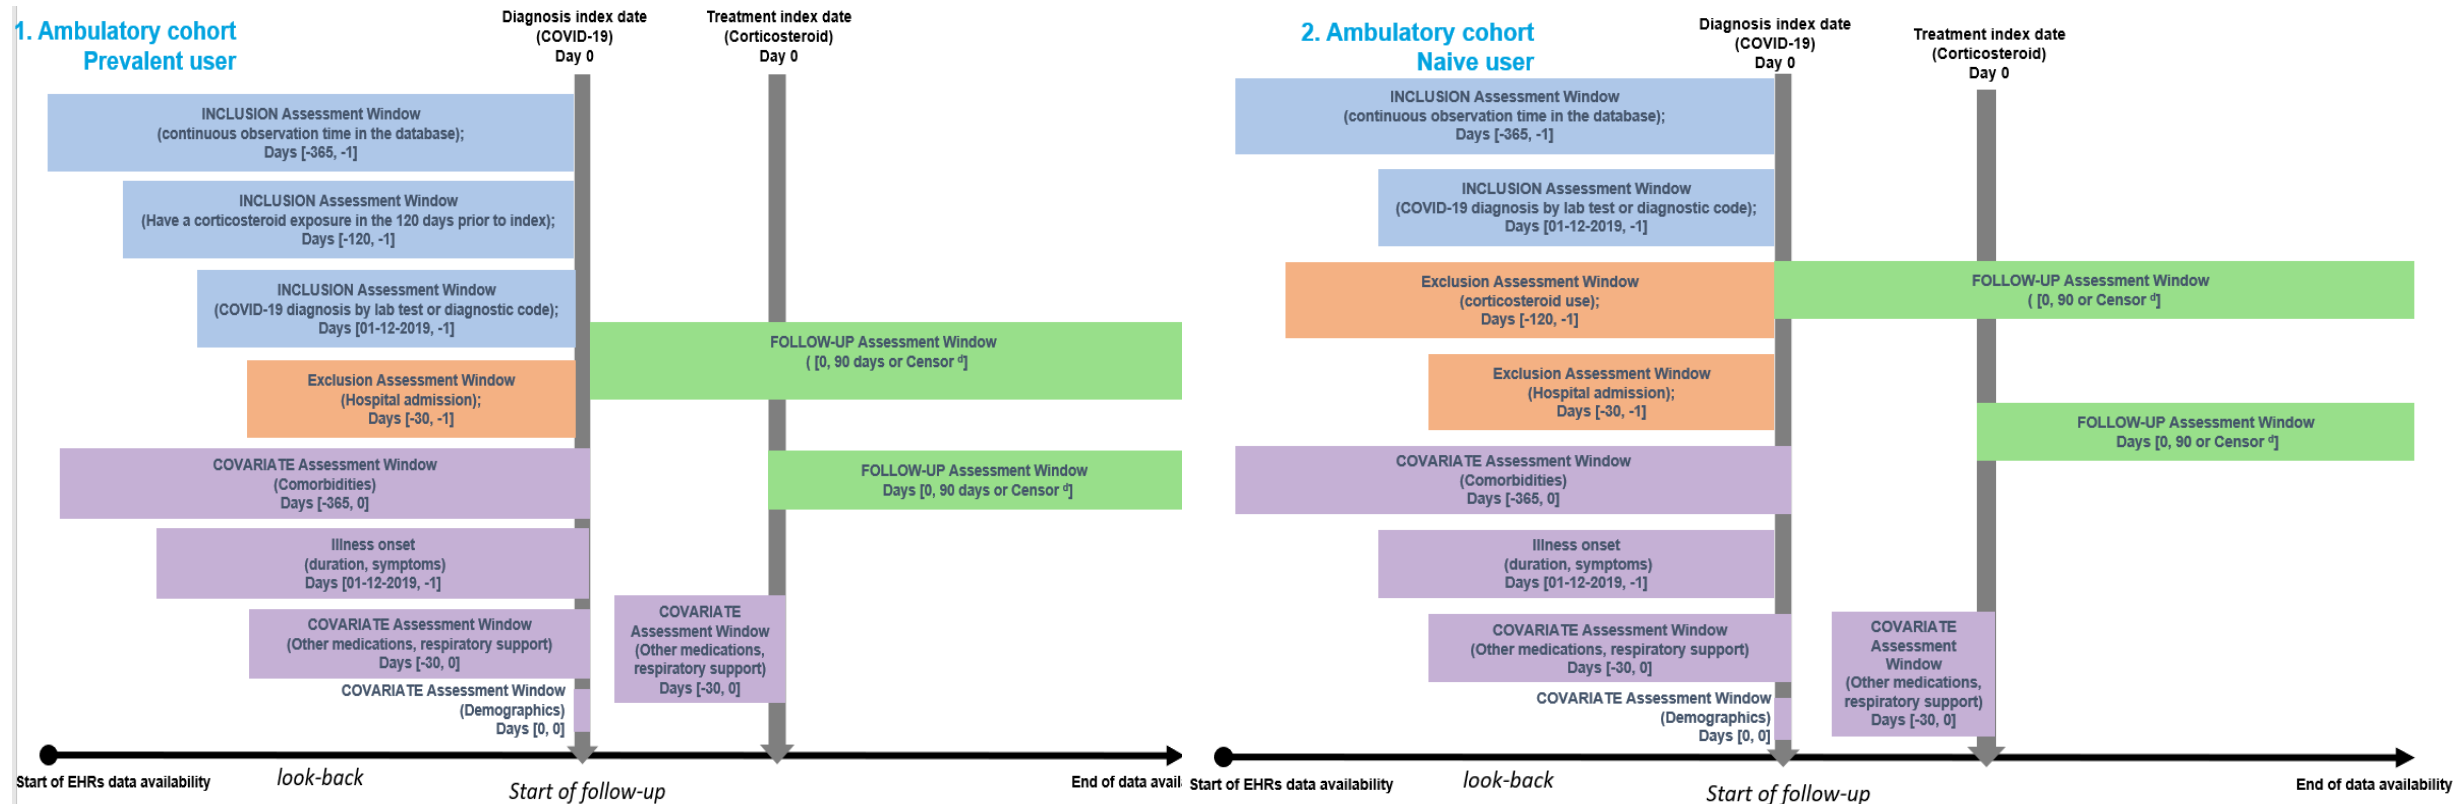 1. Ambulatory cohort
Prevalent user
Diagnosis index date
(COVID-19)
Day 0
Treatment index date
(Corticosteroid)
Day 0
INCLUSION Assessment Window
(continuous observation time in the database);
Days [-365, -1]
INCLUSION Assessment Window
(Have a corticosteroid exposure in the 120 days prior to index);
Days [-120, -1]
INCLUSION Assessment Window
(COVID-19 diagnosis by lab test or diagnostic code);
Days [01-12-2019, -1]
FOLLOW-UP Assessment Window
( [0, 90 days or Censor ᵈ]
Exclusion Assessment Window
(Hospital admission);
Days [-30, -1]
COVARIATE Assessment Window
(Comorbidities)
Days [-365, 0]
FOLLOW-UP Assessment Window
Days [0, 90 days or Censor ᵈ]
Illness onset
(duration, symptoms)
Days [01-12-2019, -1]
COVARIATE Assessment Window
(Other medications, respiratory support)
Days [-30, 0]
COVARIATE
Assessment Window
(Other medications,
respiratory support)
Days [-30, 0]
COVARIATE Assessment Window
(Demographics)
Days [0, 0]
Start of EHRs data availability
look-back
Start of follow-up
End of data avail
2. Ambulatory cohort
Naive user
Diagnosis index date
(COVID-19)
Day 0
Treatment index date
(Corticosteroid)
Day 0
INCLUSION Assessment Window
(continuous observation time in the database);
Days [-365, -1]
INCLUSION Assessment Window
(COVID-19 diagnosis by lab test or diagnostic code);
Days [01-12-2019, -1]
Exclusion Assessment Window
(corticosteroid use);
Days [-120, -1]
FOLLOW-UP Assessment Window
( [0, 90 or Censor ᵈ]
Exclusion Assessment Window
(Hospital admission);
Days [-30, -1]
FOLLOW-UP Assessment Window
Days [0, 90 or Censor ᵈ]
COVARIATE Assessment Window
(Comorbidities)
Days [-365, 0]
Illness onset
(duration, symptoms)
Days [01-12-2019, -1]
COVARIATE Assessment Window
(Other medications, respiratory support)
Days [-30, 0]
COVARIATE
Assessment
Window
(Other medications,
respiratory support)
Days [-30, 0]
COVARIATE Assessment Window
(Demographics)
Days [0, 0]
Start of EHRs data availability
look-back
Start of follow-up
End of data availability